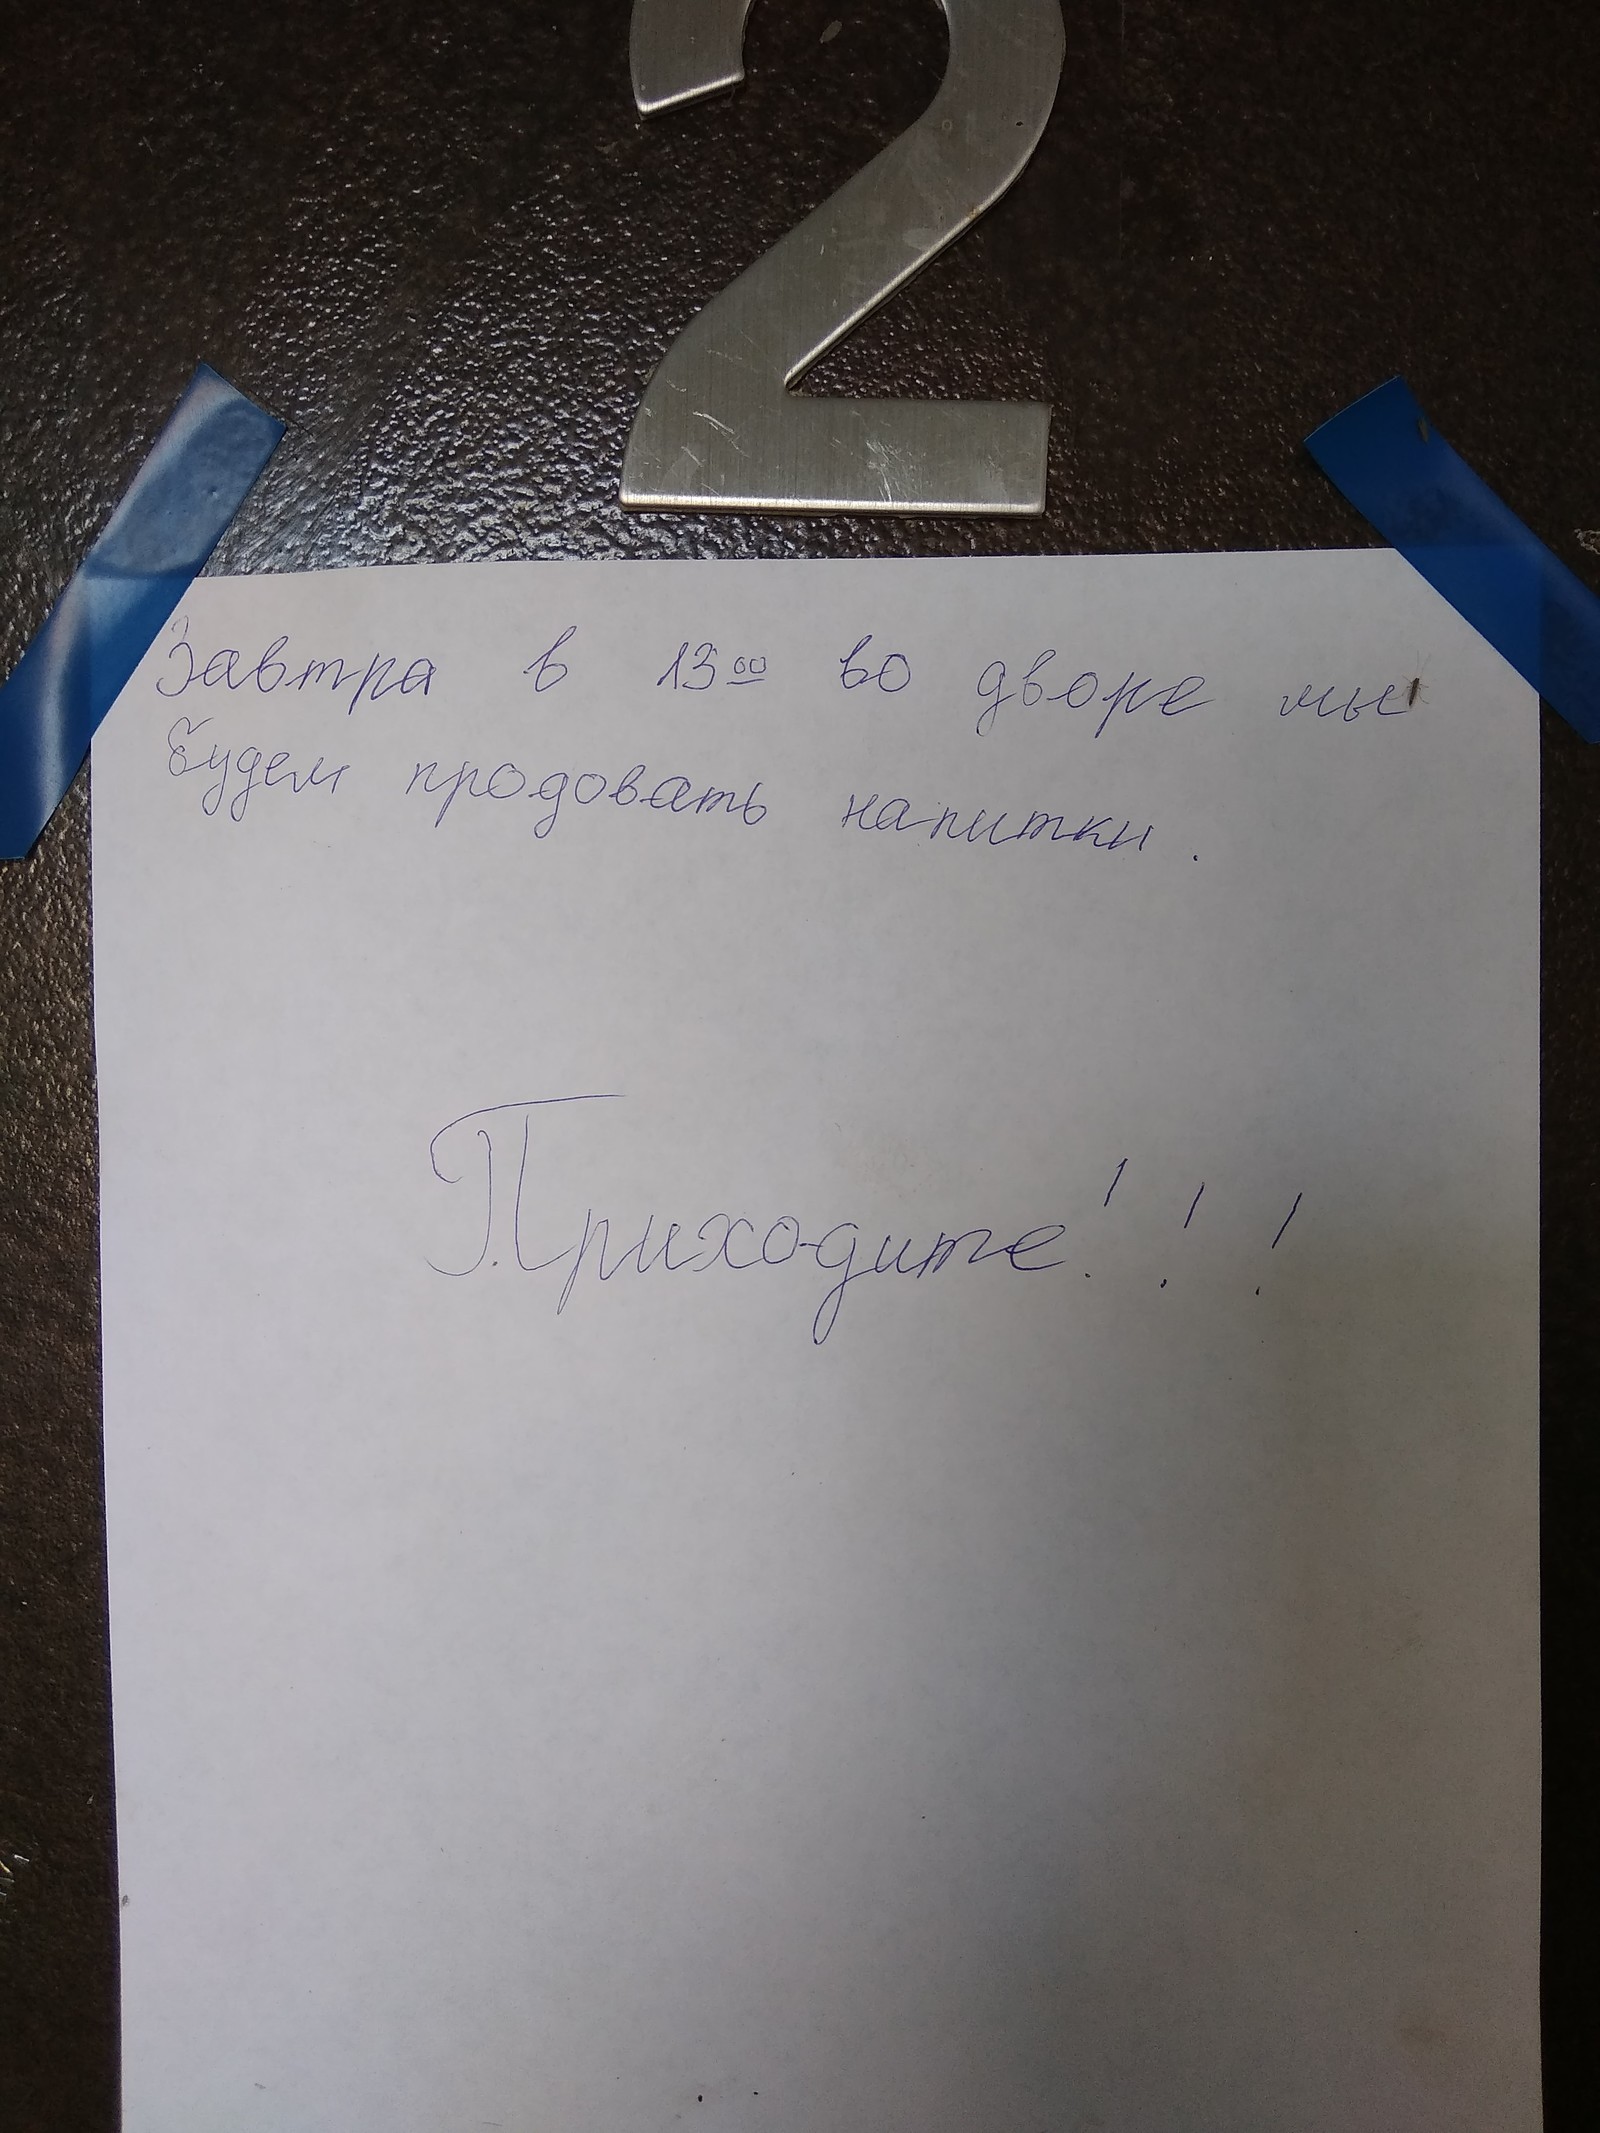 2
Завтра в 13⁰⁰ во дворе мы
будем продовать напитки.
Приходите!!!